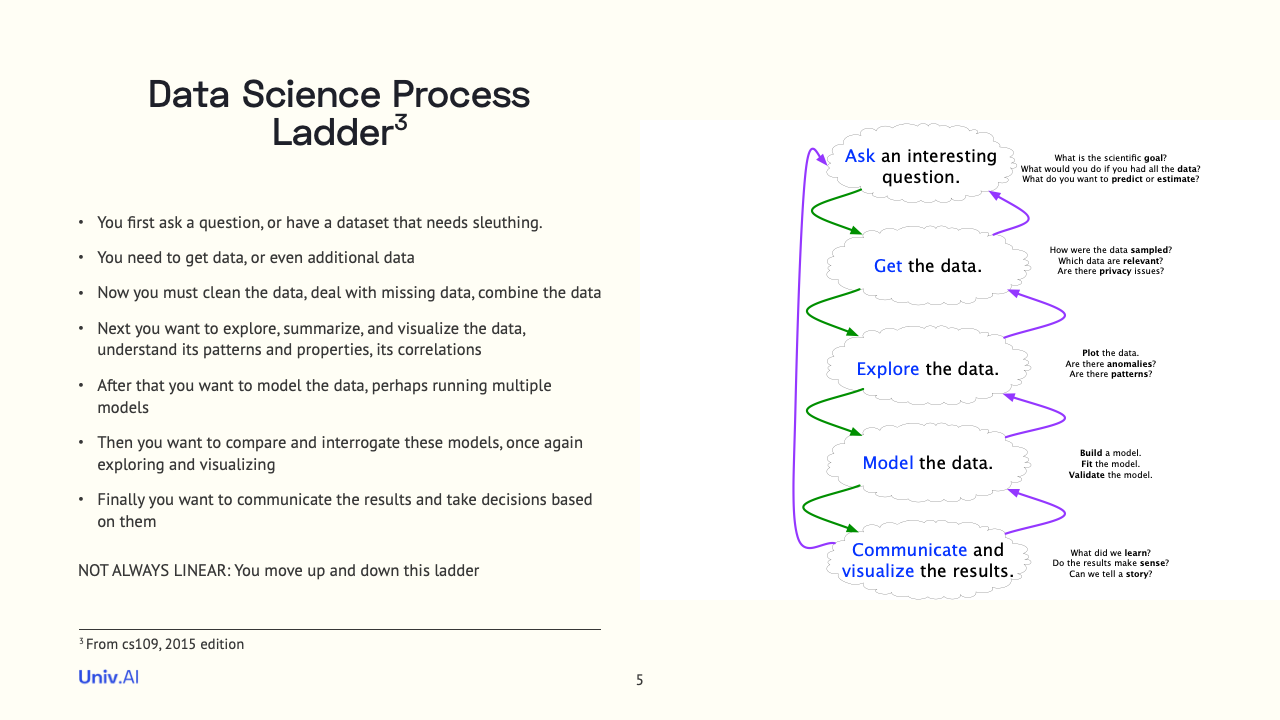 Data Science Process
Ladder³
• You first ask a question, or have a dataset that needs sleuthing.
• You need to get data, or even additional data
• Now you must clean the data, deal with missing data, combine the data
• Next you want to explore, summarize, and visualize the data,
understand its patterns and properties, its correlations
• After that you want to model the data, perhaps running multiple
models
• Then you want to compare and interrogate these models, once again
exploring and visualizing
• Finally you want to communicate the results and take decisions based
on them
NOT ALWAYS LINEAR: You move up and down this ladder
³ From cs109, 2015 edition
Univ.AI
5
Ask an interesting
question.
What is the scientific goal?
What would you do if you had all the data?
What do you want to predict or estimate?
Get the data.
How were the data sampled?
Which data are relevant?
Are there privacy issues?
Explore the data.
Plot the data.
Are there anomalies?
Are there patterns?
Model the data.
Build a model.
Fit the model.
Validate the model.
Communicate and
visualize the results.
What did we learn?
Do the results make sense?
Can we tell a story?